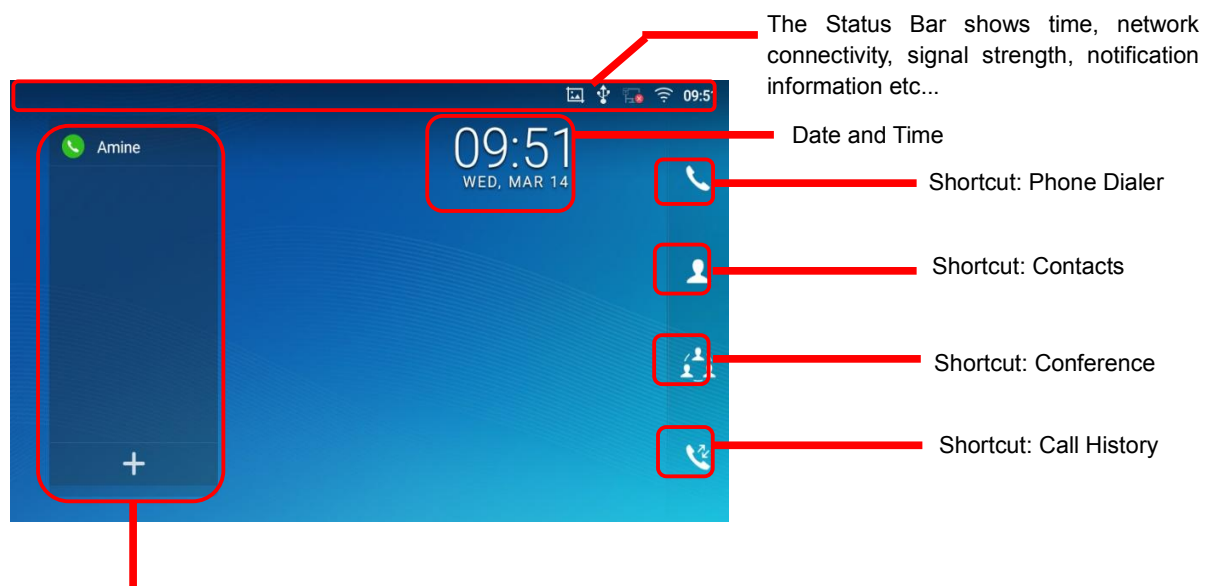 The Status Bar shows time, network
connectivity, signal strength, notification
information etc...
09:51
Amine
09:51
WED, MAR 14
Date and Time
Shortcut: Phone Dialer
Shortcut: Contacts
Shortcut: Conference
Shortcut: Call History